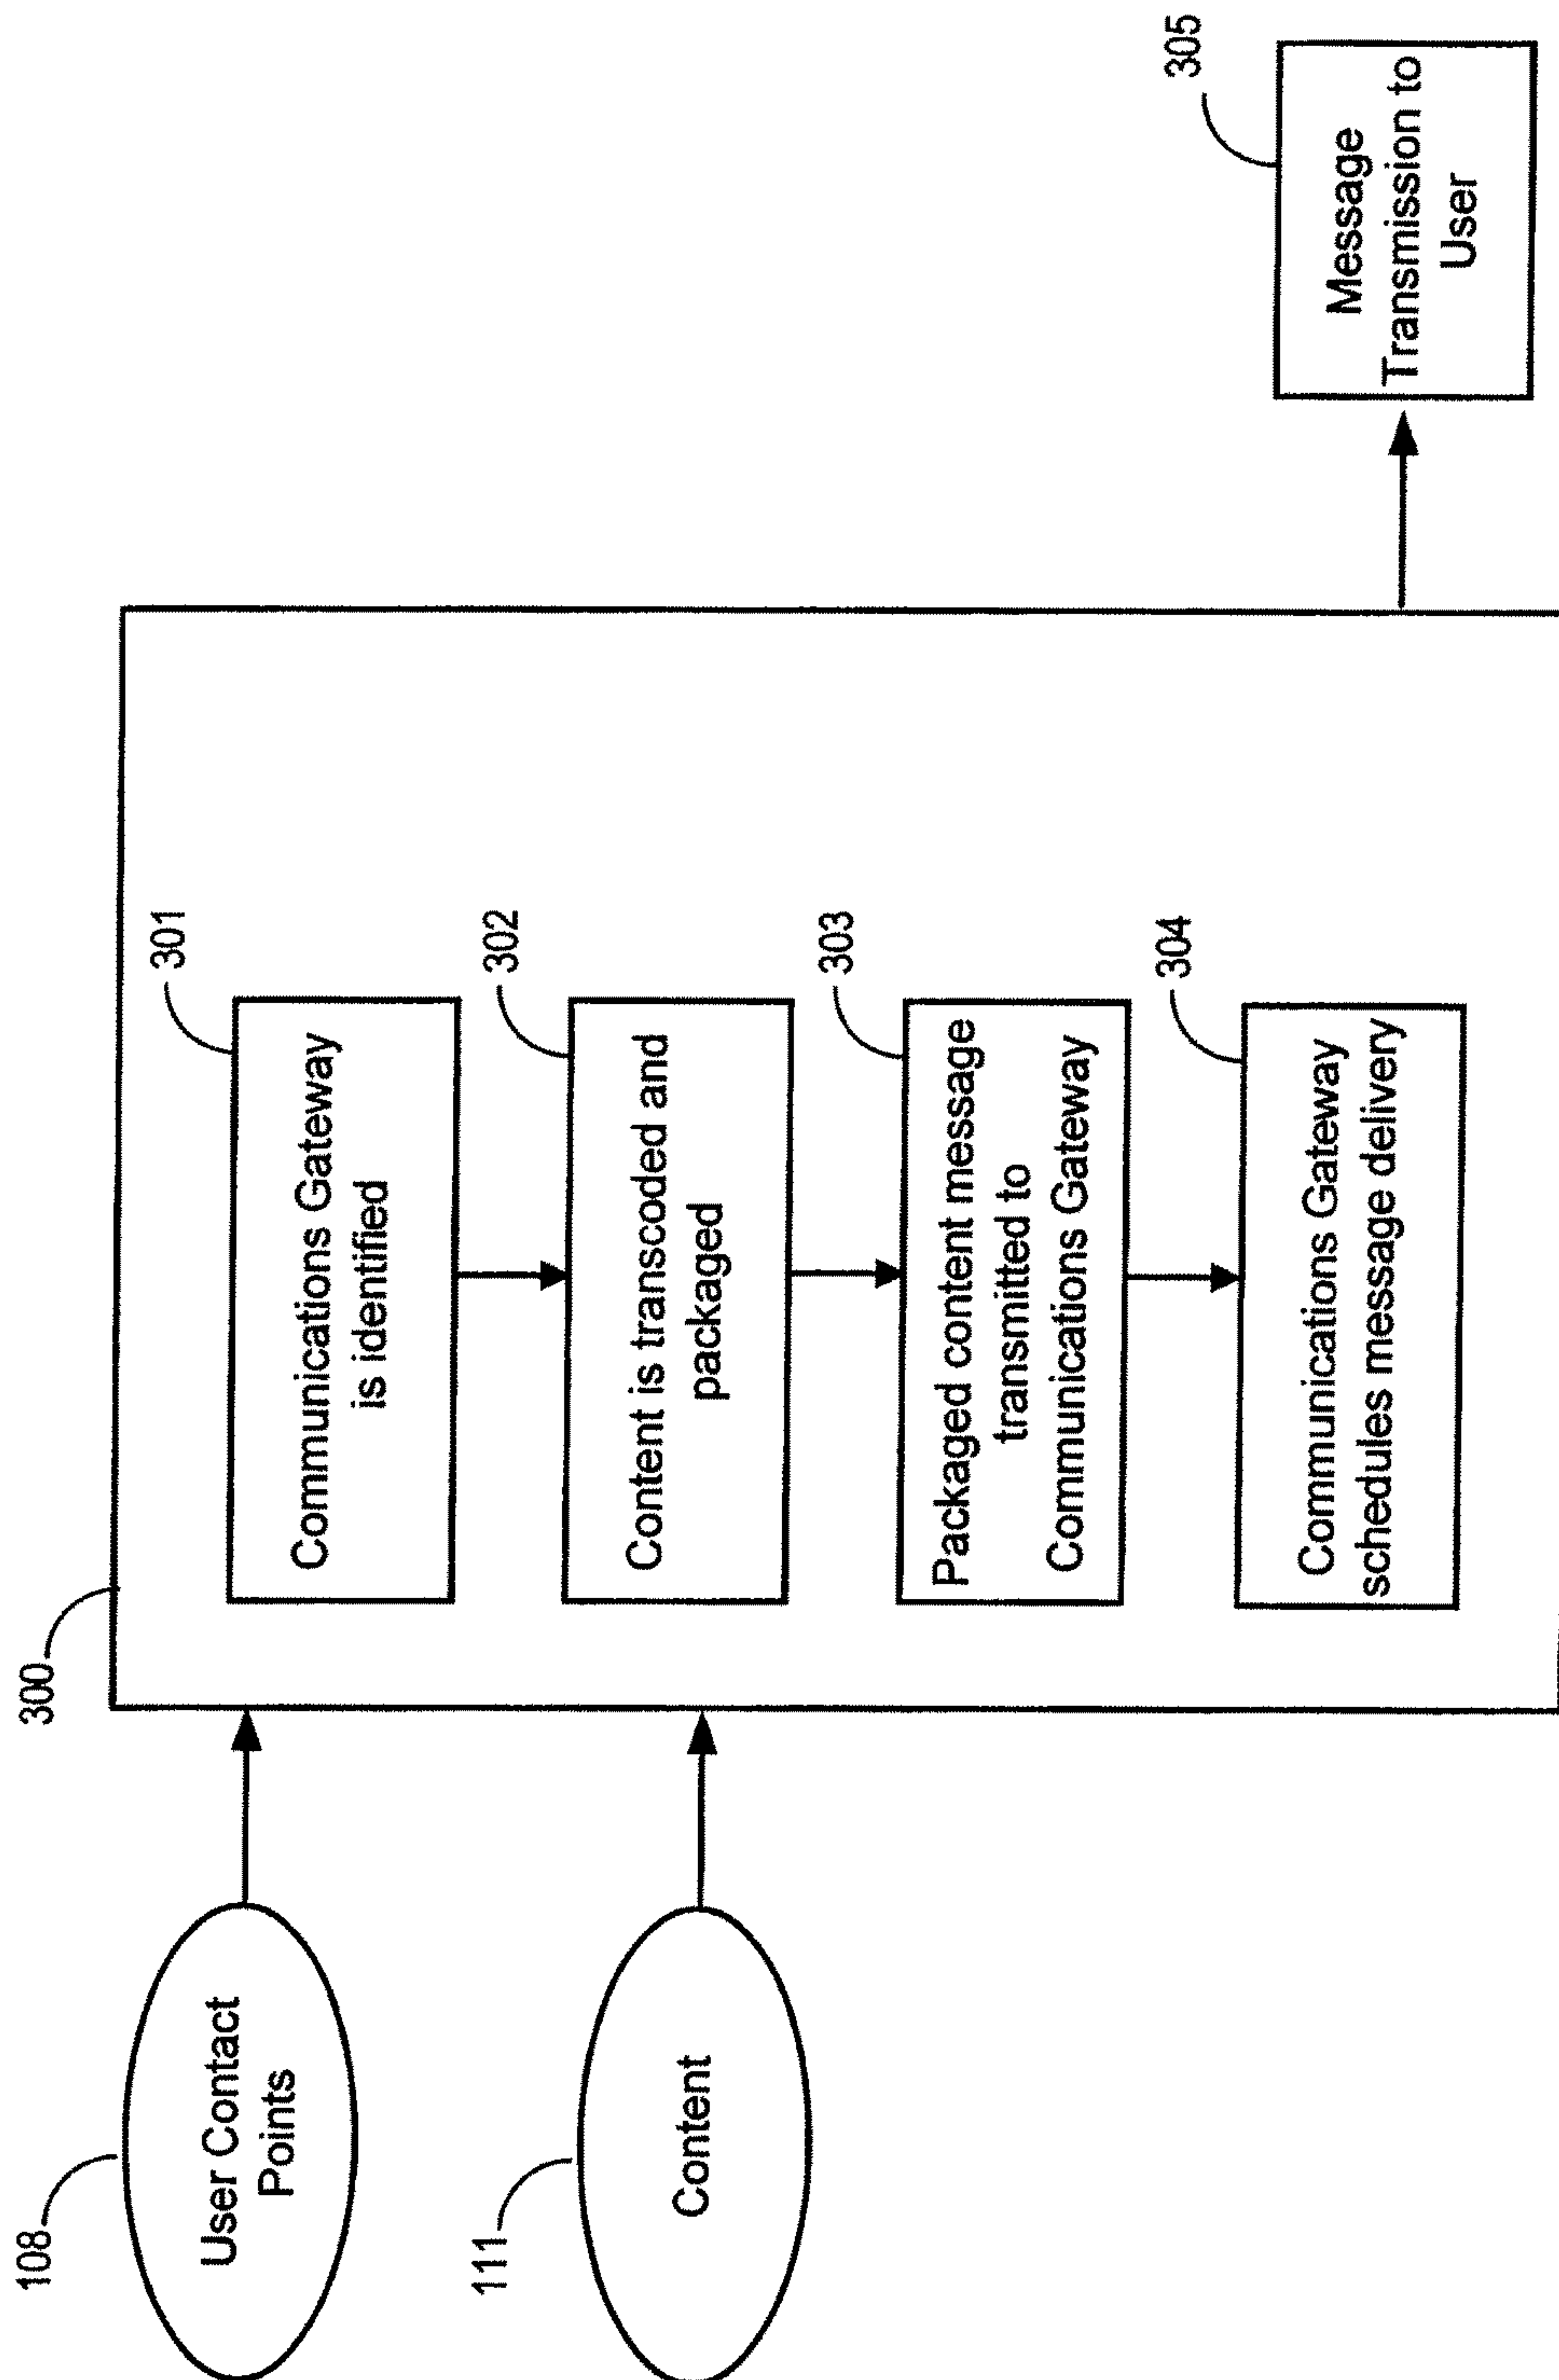 108
User Contact
Points
111
Content
300
301
Communications Gateway
is identified
302
Content is transcoded and
packaged
303
Packaged content message
transmitted to
Communications Gateway
304
Communications Gateway
schedules message delivery
305
Message
Transmission to
User